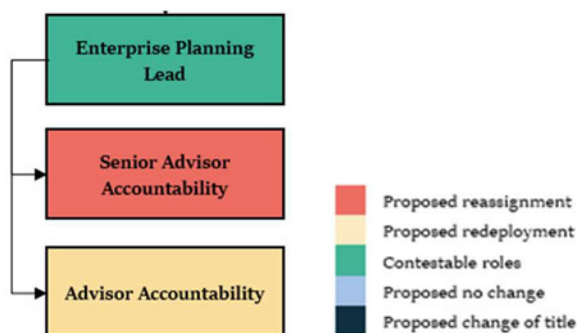 Enterprise Planning
Lead
Senior Advisor
Accountability
Advisor Accountability
Proposed reassignment
Proposed redeployment
Contestable roles
Proposed no change
Proposed change of title